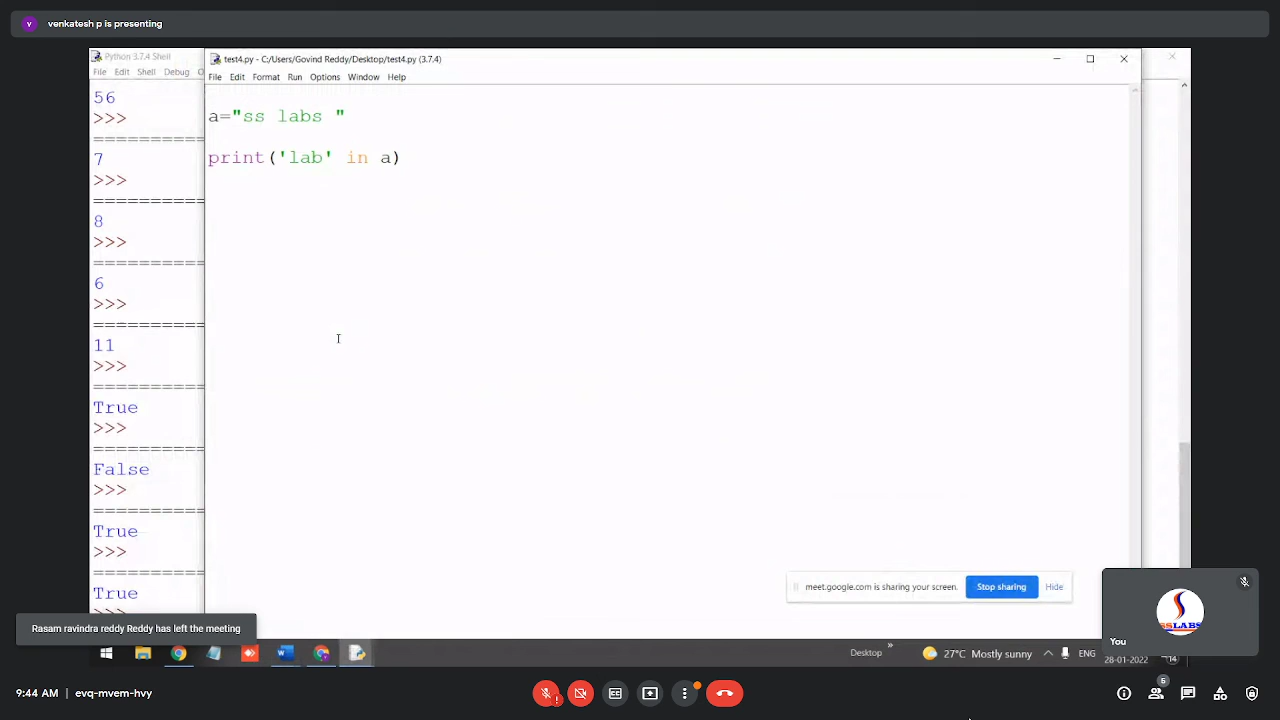 venkatesh p is presenting
Python 3.7.4 Shell
File Edit Shell Debug
56
>>>
7
>>>
8
>>>
6
>>>
11
>>>
True
>>>
False
>>>
True
>>>
True
>>>
test4.py - C:/Users/Govind Reddy/Desktop/test4.py (3.7.4)
File Edit Format Run Options Window Help
a="ss labs "
print('lab' in a)
meet.google.com is sharing your screen. Stop sharing Hide
SSLABS
You
Rasam ravindra reddy Reddy has left the meeting
Desktop 27°C Mostly sunny ENG
28-01-2022
9:44 AM | evq-mvem-hvy
5